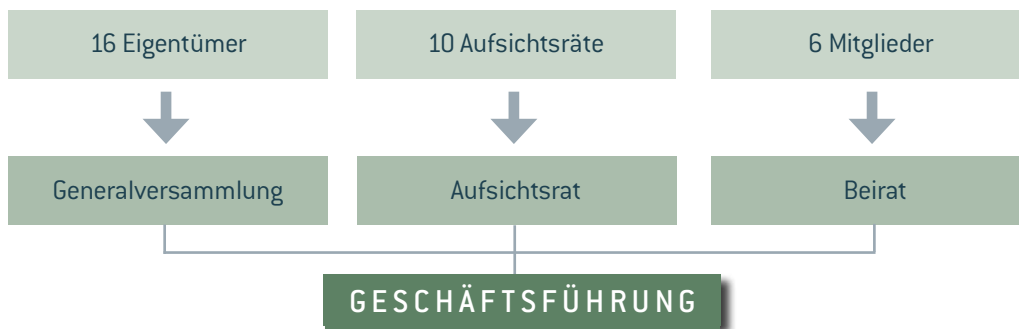 16 Eigentümer
10 Aufsichtsräte
6 Mitglieder
Generalversammlung
Aufsichtsrat
Beirat
GESCHÄFTSFÜHRUNG